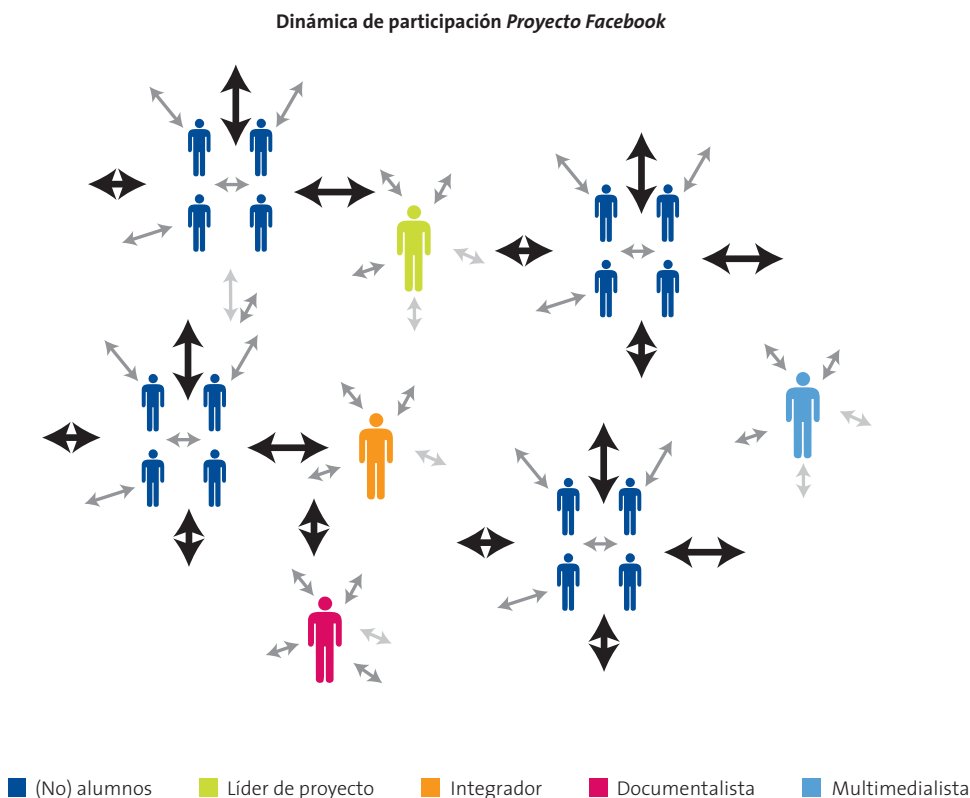 Dinámica de participación Proyecto Facebook
(No) alumnos
Líder de proyecto
Integrador
Documentalista
Multimedialista